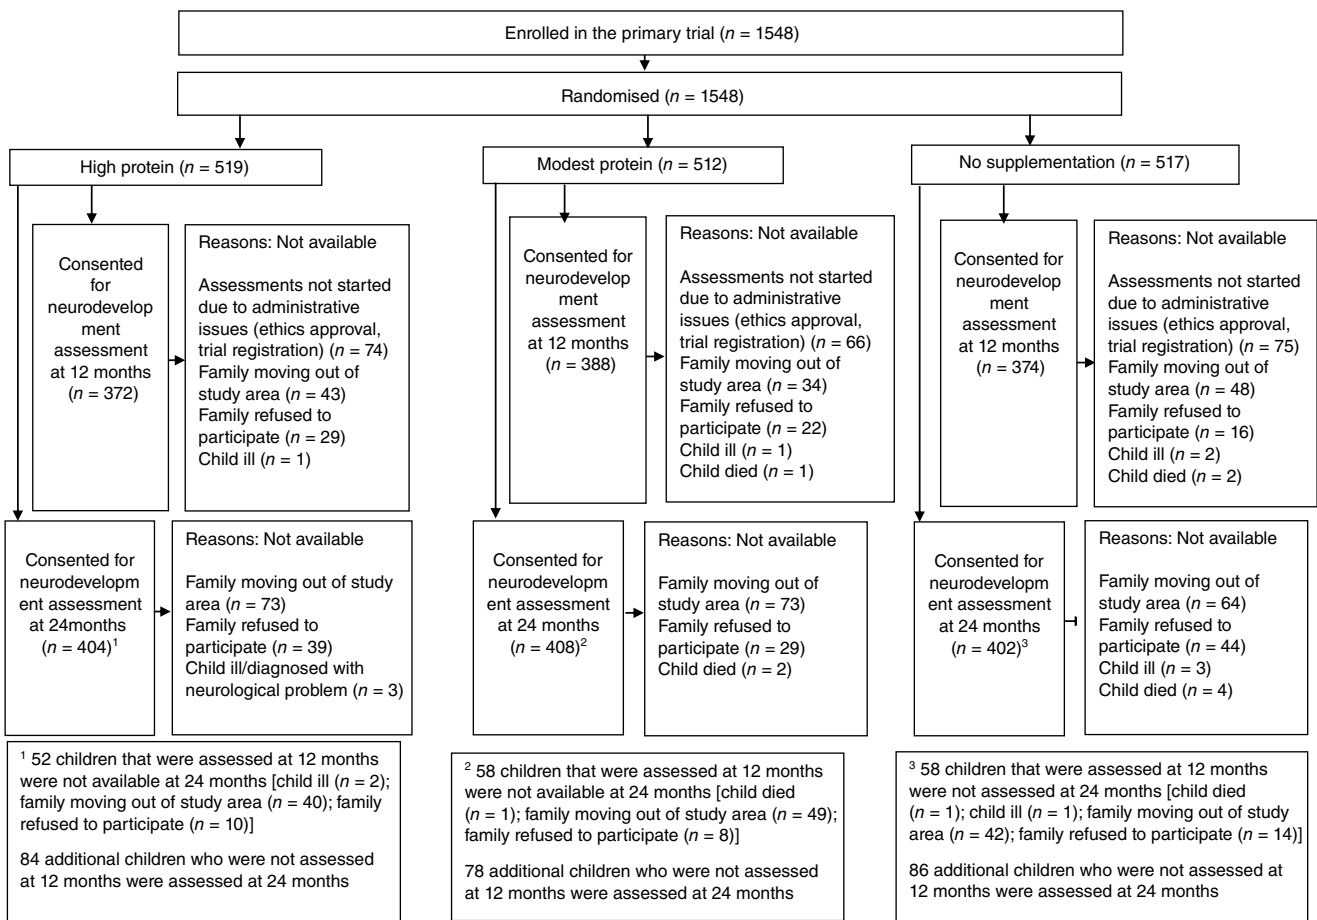 Enrolled in the primary trial (n = 1548)
Randomised (n = 1548)
High protein (n = 519)
Consented
for
neurodevelop
ment
assessment
at 12 months
(n = 372)
Reasons: Not available
Assessments not started
due to administrative
issues (ethics approval,
trial registration) (n = 74)
Family moving out of
study area (n = 43)
Family refused to
participate (n = 29)
Child ill (n = 1)
Consented for
neurodevelopm
ent assessment
at 24months
(n = 404)1
Reasons: Not available
Family moving out of study
area (n = 73)
Family refused to
participate (n = 39)
Child ill/diagnosed with
neurological problem (n = 3)
1 52 children that were assessed at 12 months
were not available at 24 months [child ill (n = 2);
family moving out of study area (n = 40); family
refused to participate (n = 10)]
84 additional children who were not assessed
at 12 months were assessed at 24 months
Modest protein (n = 512)
Consented for
neurodevelop
ment
assessment
at 12 months
(n = 388)
Reasons: Not available
Assessments not started
due to administrative
issues (ethics approval,
trial registration) (n = 66)
Family moving out of
study area (n = 34)
Family refused to
participate (n = 22)
Child ill (n = 1)
Child died (n = 1)
Consented for
neurodevelopm
ent assessment
at 24 months
(n = 408)2
Reasons: Not available
Family moving out of
study area (n = 73)
Family refused to
participate (n = 29)
Child died (n = 2)
2 58 children that were assessed at 12 months
were not available at 24 months [child died
(n = 1); family moving out of study area (n = 49);
family refused to participate (n = 8)]
78 additional children who were not assessed
at 12 months were assessed at 24 months
No supplementation (n = 517)
Consented for
neurodevelop
ment
assessment
at 12 months
(n = 374)
Reasons: Not available
Assessments not started
due to administrative
issues (ethics approval,
trial registration) (n = 75)
Family moving out of
study area (n = 48)
Family refused to
participate (n = 16)
Child ill (n = 2)
Child died (n = 2)
Consented for
neurodevelopm
ent assessment
at 24 months
(n = 402)3
Reasons: Not available
Family moving out of
study area (n = 64)
Family refused to
participate (n = 44)
Child ill (n = 3)
Child died (n = 4)
3 58 children that were assessed at 12 months
were not assessed at 24 months [child died
(n = 1); child ill (n = 1); family moving out of study
area (n = 42); family refused to participate (n = 14)]
86 additional children who were not assessed at
12 months were assessed at 24 months